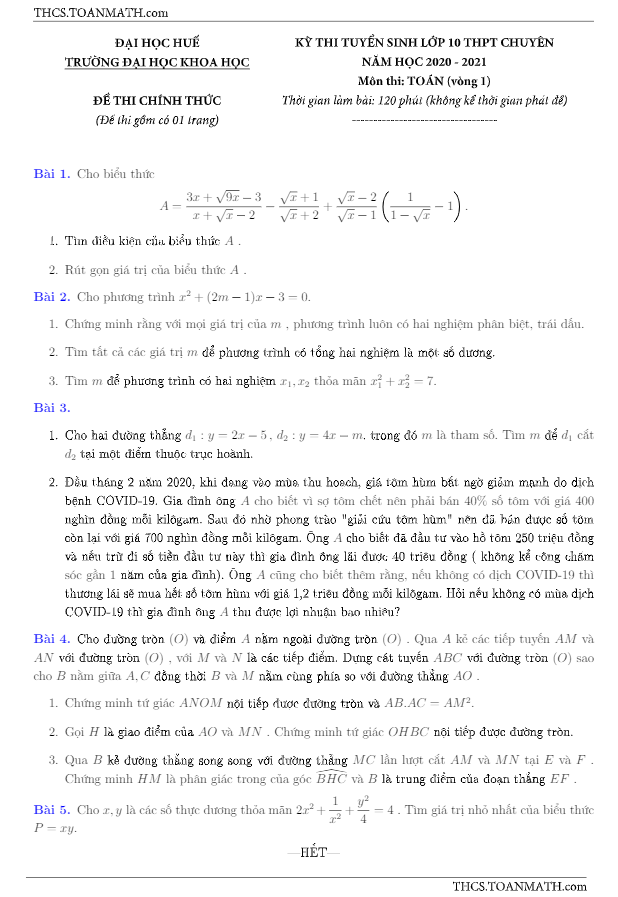 THCS.TOANMATH.com
ĐẠI HỌC HUẾ
TRƯỜNG ĐẠI HỌC KHOA HỌC
ĐỀ THI CHÍNH THỨC
(Đề thi gồm có 01 trang)
KỲ THI TUYỂN SINH LỚP 10 THPT CHUYÊN
NĂM HỌC 2020 - 2021
Môn thi: TOÁN (vòng 1)
Thời gian làm bài: 120 phút (không kể thời gian phát đề)
----------------------------------
Bài 1. Cho biểu thức
A = \frac{3x + \sqrt{9x} − 3}{x + \sqrt{x} − 2} − \frac{\sqrt{x} + 1}{\sqrt{x} + 2} + \frac{\sqrt{x} − 2}{\sqrt{x} − 1} \left( \frac{1}{1 − \sqrt{x}} − 1 \right) .
1. Tìm điều kiện của biểu thức A .
2. Rút gọn giá trị của biểu thức A .
Bài 2. Cho phương trình x² + (2m − 1)x − 3 = 0.
1. Chứng minh rằng với mọi giá trị của m , phương trình luôn có hai nghiệm phân biệt, trái dấu.
2. Tìm tất cả các giá trị m để phương trình có tổng hai nghiệm là một số dương.
3. Tìm m để phương trình có hai nghiệm x₁, x₂ thỏa mãn x₁² + x₂² = 7.
Bài 3.
1. Cho hai đường thẳng d₁ : y = 2x − 5 , d₂ : y = 4x − m. trong đó m là tham số. Tìm m để d₁ cắt
d₂ tại một điểm thuộc trục hoành.
2. Đầu tháng 2 năm 2020, khi đang vào mùa thu hoạch, giá tôm hùm bất ngờ giảm mạnh do dịch
bệnh COVID-19. Gia đình ông A cho biết vì sợ tôm chết nên phải bán 40% số tôm với giá 400
nghìn đồng mỗi kilôgam. Sau đó nhờ phong trào "giải cứu tôm hùm" nên đã bán được số tôm
còn lại với giá 700 nghìn đồng mỗi kilôgam. Ông A cho biết đã đầu tư vào hồ tôm 250 triệu đồng
và nếu trừ đi số tiền đầu tư này thì gia đình ông lãi được 40 triệu đồng ( không kể công chăm
sóc gần 1 năm của gia đình). Ông A cũng cho biết thêm rằng, nếu không có dịch COVID-19 thì
thương lái sẽ mua hết số tôm hùm với giá 1,2 triệu đồng mỗi kilôgam. Hỏi nếu không có mùa dịch
COVID-19 thì gia đình ông A thu được lợi nhuận bao nhiêu?
Bài 4. Cho đường tròn (O) và điểm A nằm ngoài đường tròn (O) . Qua A kẻ các tiếp tuyến AM và
AN với đường tròn (O) , với M và N là các tiếp điểm. Dựng cát tuyến ABC với đường tròn (O) sao
cho B nằm giữa A, C đồng thời B và M nằm cùng phía so với đường thẳng AO .
1. Chứng minh tứ giác ANOM nội tiếp được đường tròn và AB.AC = AM².
2. Gọi H là giao điểm của AO và MN . Chứng minh tứ giác OHBC nội tiếp được đường tròn.
3. Qua B kẻ đường thẳng song song với đường thẳng MC lần lượt cắt AM và MN tại E và F .
Chứng minh HM là phân giác trong của góc \widehat{BHC} và B là trung điểm của đoạn thẳng EF .
Bài 5. Cho x, y là các số thực dương thỏa mãn 2x² + \frac{1}{x²} + \frac{y²}{4} = 4 . Tìm giá trị nhỏ nhất của biểu thức
P = xy.
—HẾT—
THCS.TOANMATH.com